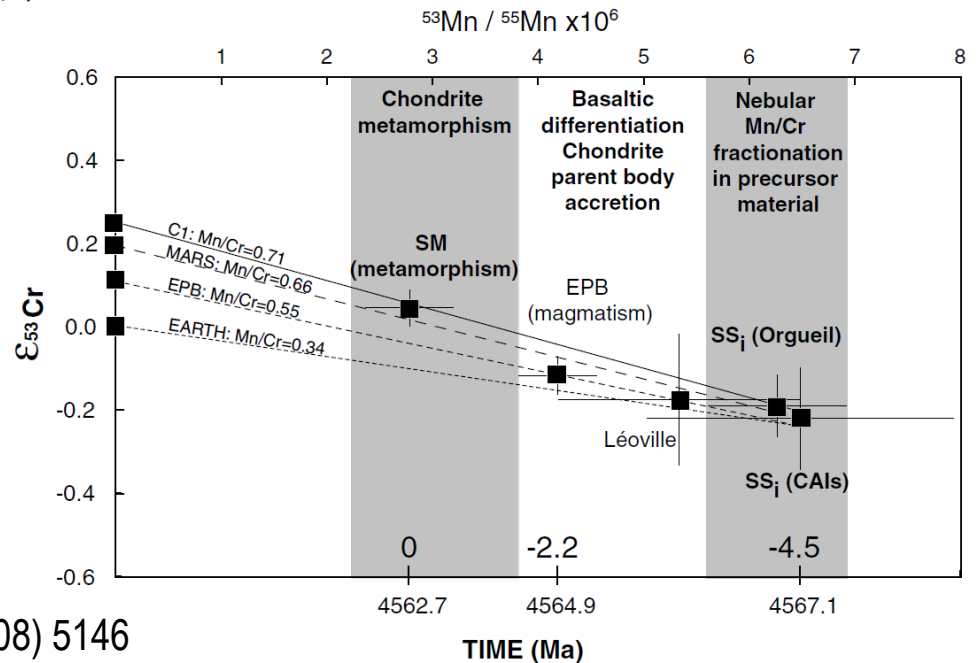 53Mn / 55Mn x10^6
1 2 3 4 5 6 7 8
0.6
0.4
0.2
0.0
-0.2
-0.4
-0.6
ε53Cr
Chondrite
metamorphism
Basaltic
differentiation
Chondrite
parent body
accretion
Nebular
Mn/Cr
fractionation
in precursor
material
C1: Mn/Cr=0.71
MARS: Mn/Cr=0.66
EPB: Mn/Cr=0.55
EARTH: Mn/Cr=0.34
SM
(metamorphism)
EPB
(magmatism)
SSi (Orgueil)
Léoville
SSi (CAIs)
0 -2.2 -4.5
4562.7 4564.9 4567.1
TIME (Ma)
08) 5146